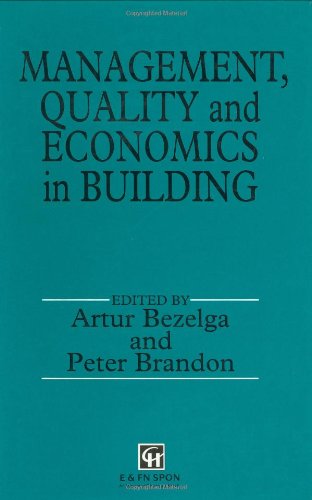 MANAGEMENT,
QUALITY and
ECONOMICS
in BUILDING
EDITED BY
Artur Bezelga
and
Peter Brandon
E & FN SPON